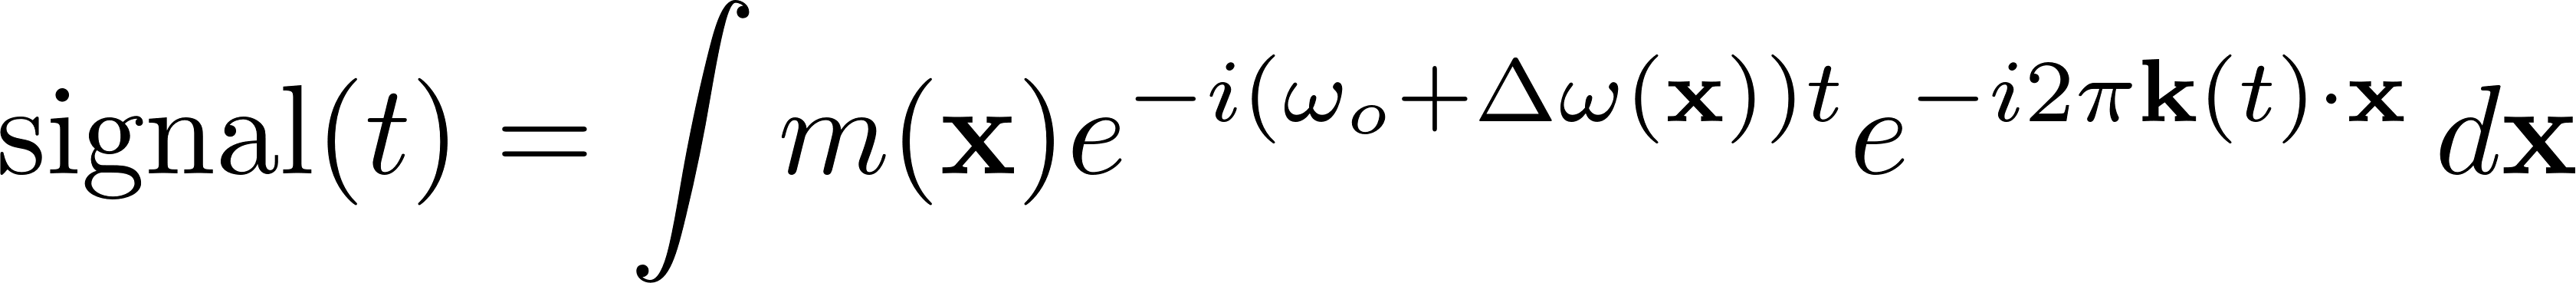 signal(t) = ∫ m(𝐱)e^{−i(ω_o+Δω(𝐱))t}e^{−i2π𝐤(t)·𝐱} d𝐱